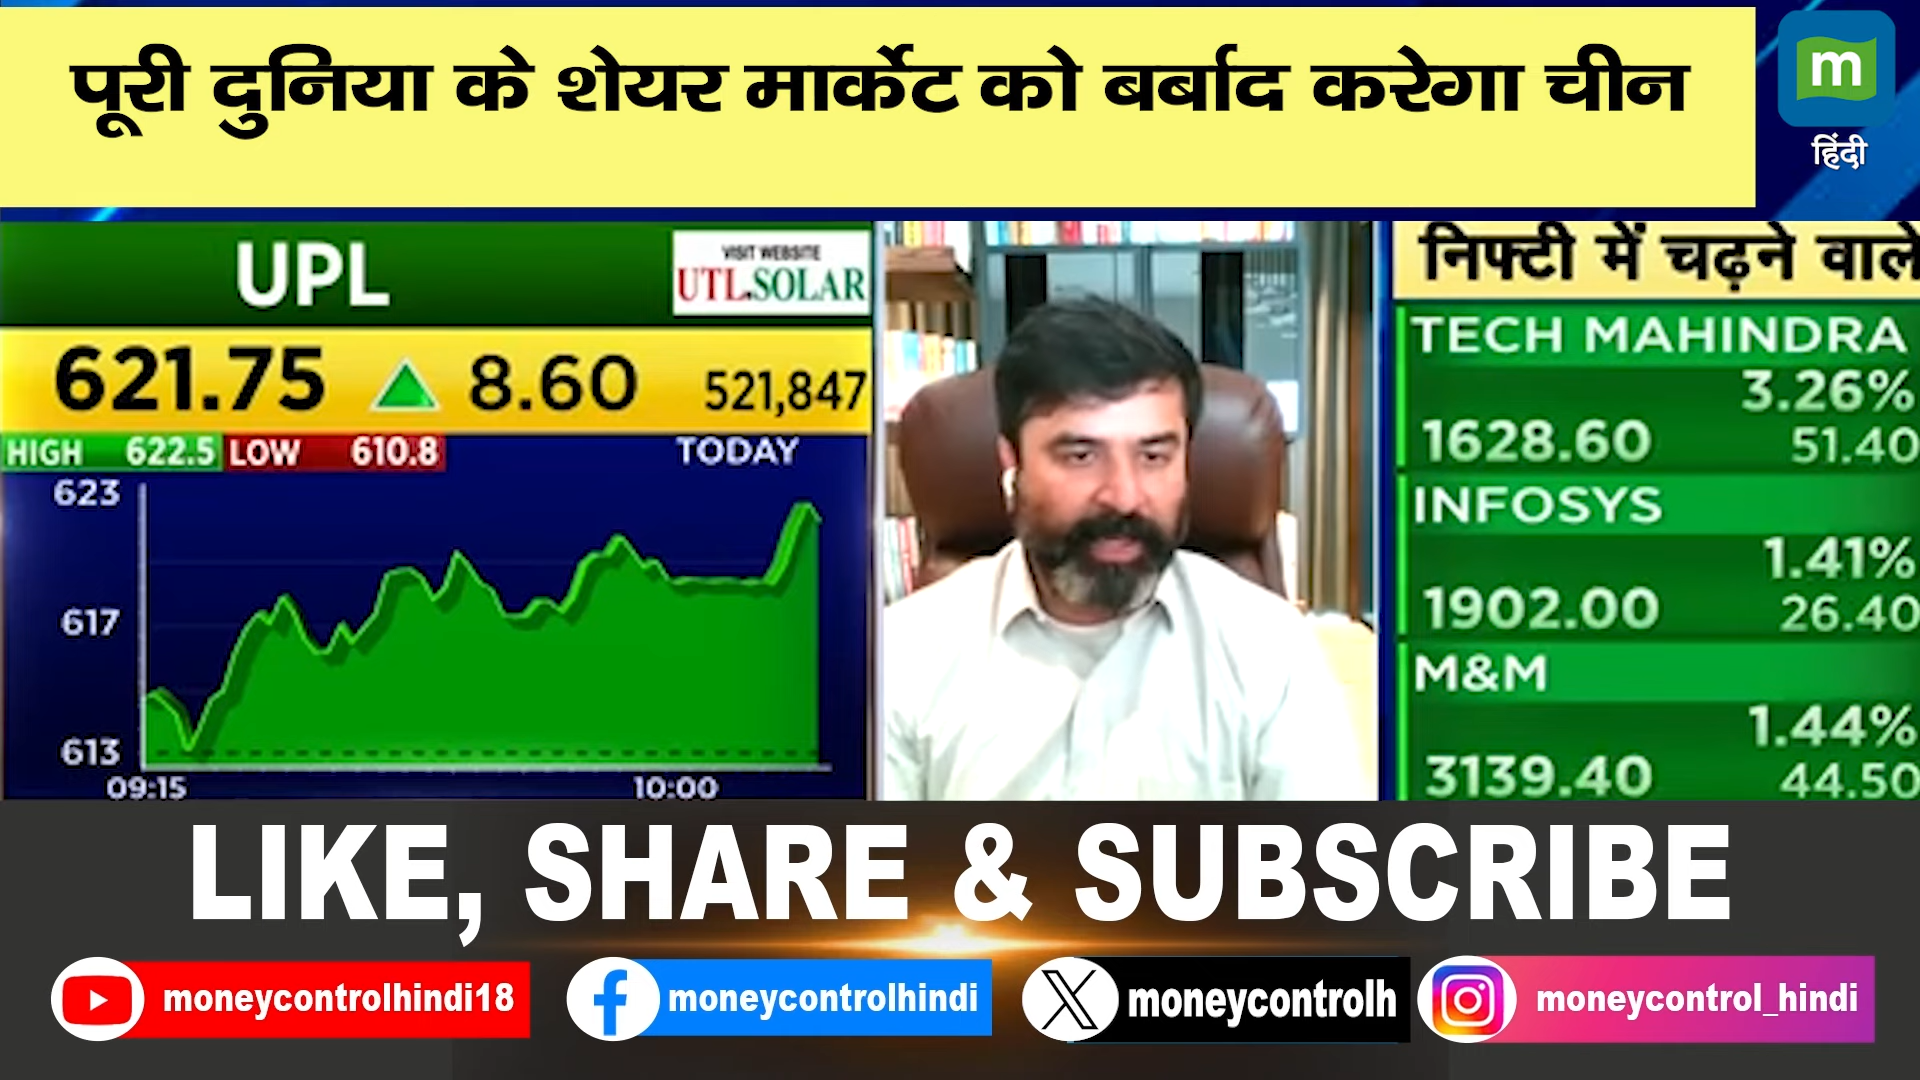 पूरी दुनिया के शेयर मार्केट को बर्बाद करेगा चीन
m
हिंदी
UPL
VISIT WEBSITE
UTL.SOLAR
621.75 8.60 521,847
HIGH 622.5 LOW 610.8 TODAY
623
617
613
09:15 10:00
निफ्टी में चढ़ने वाले
TECH MAHINDRA
3.26%
1628.60 51.40
INFOSYS
1.41%
1902.00 26.40
M&M
1.44%
3139.40 44.50
LIKE, SHARE & SUBSCRIBE
moneycontrolhindi18 moneycontrolhindi moneycontrolh moneycontrol_hindi